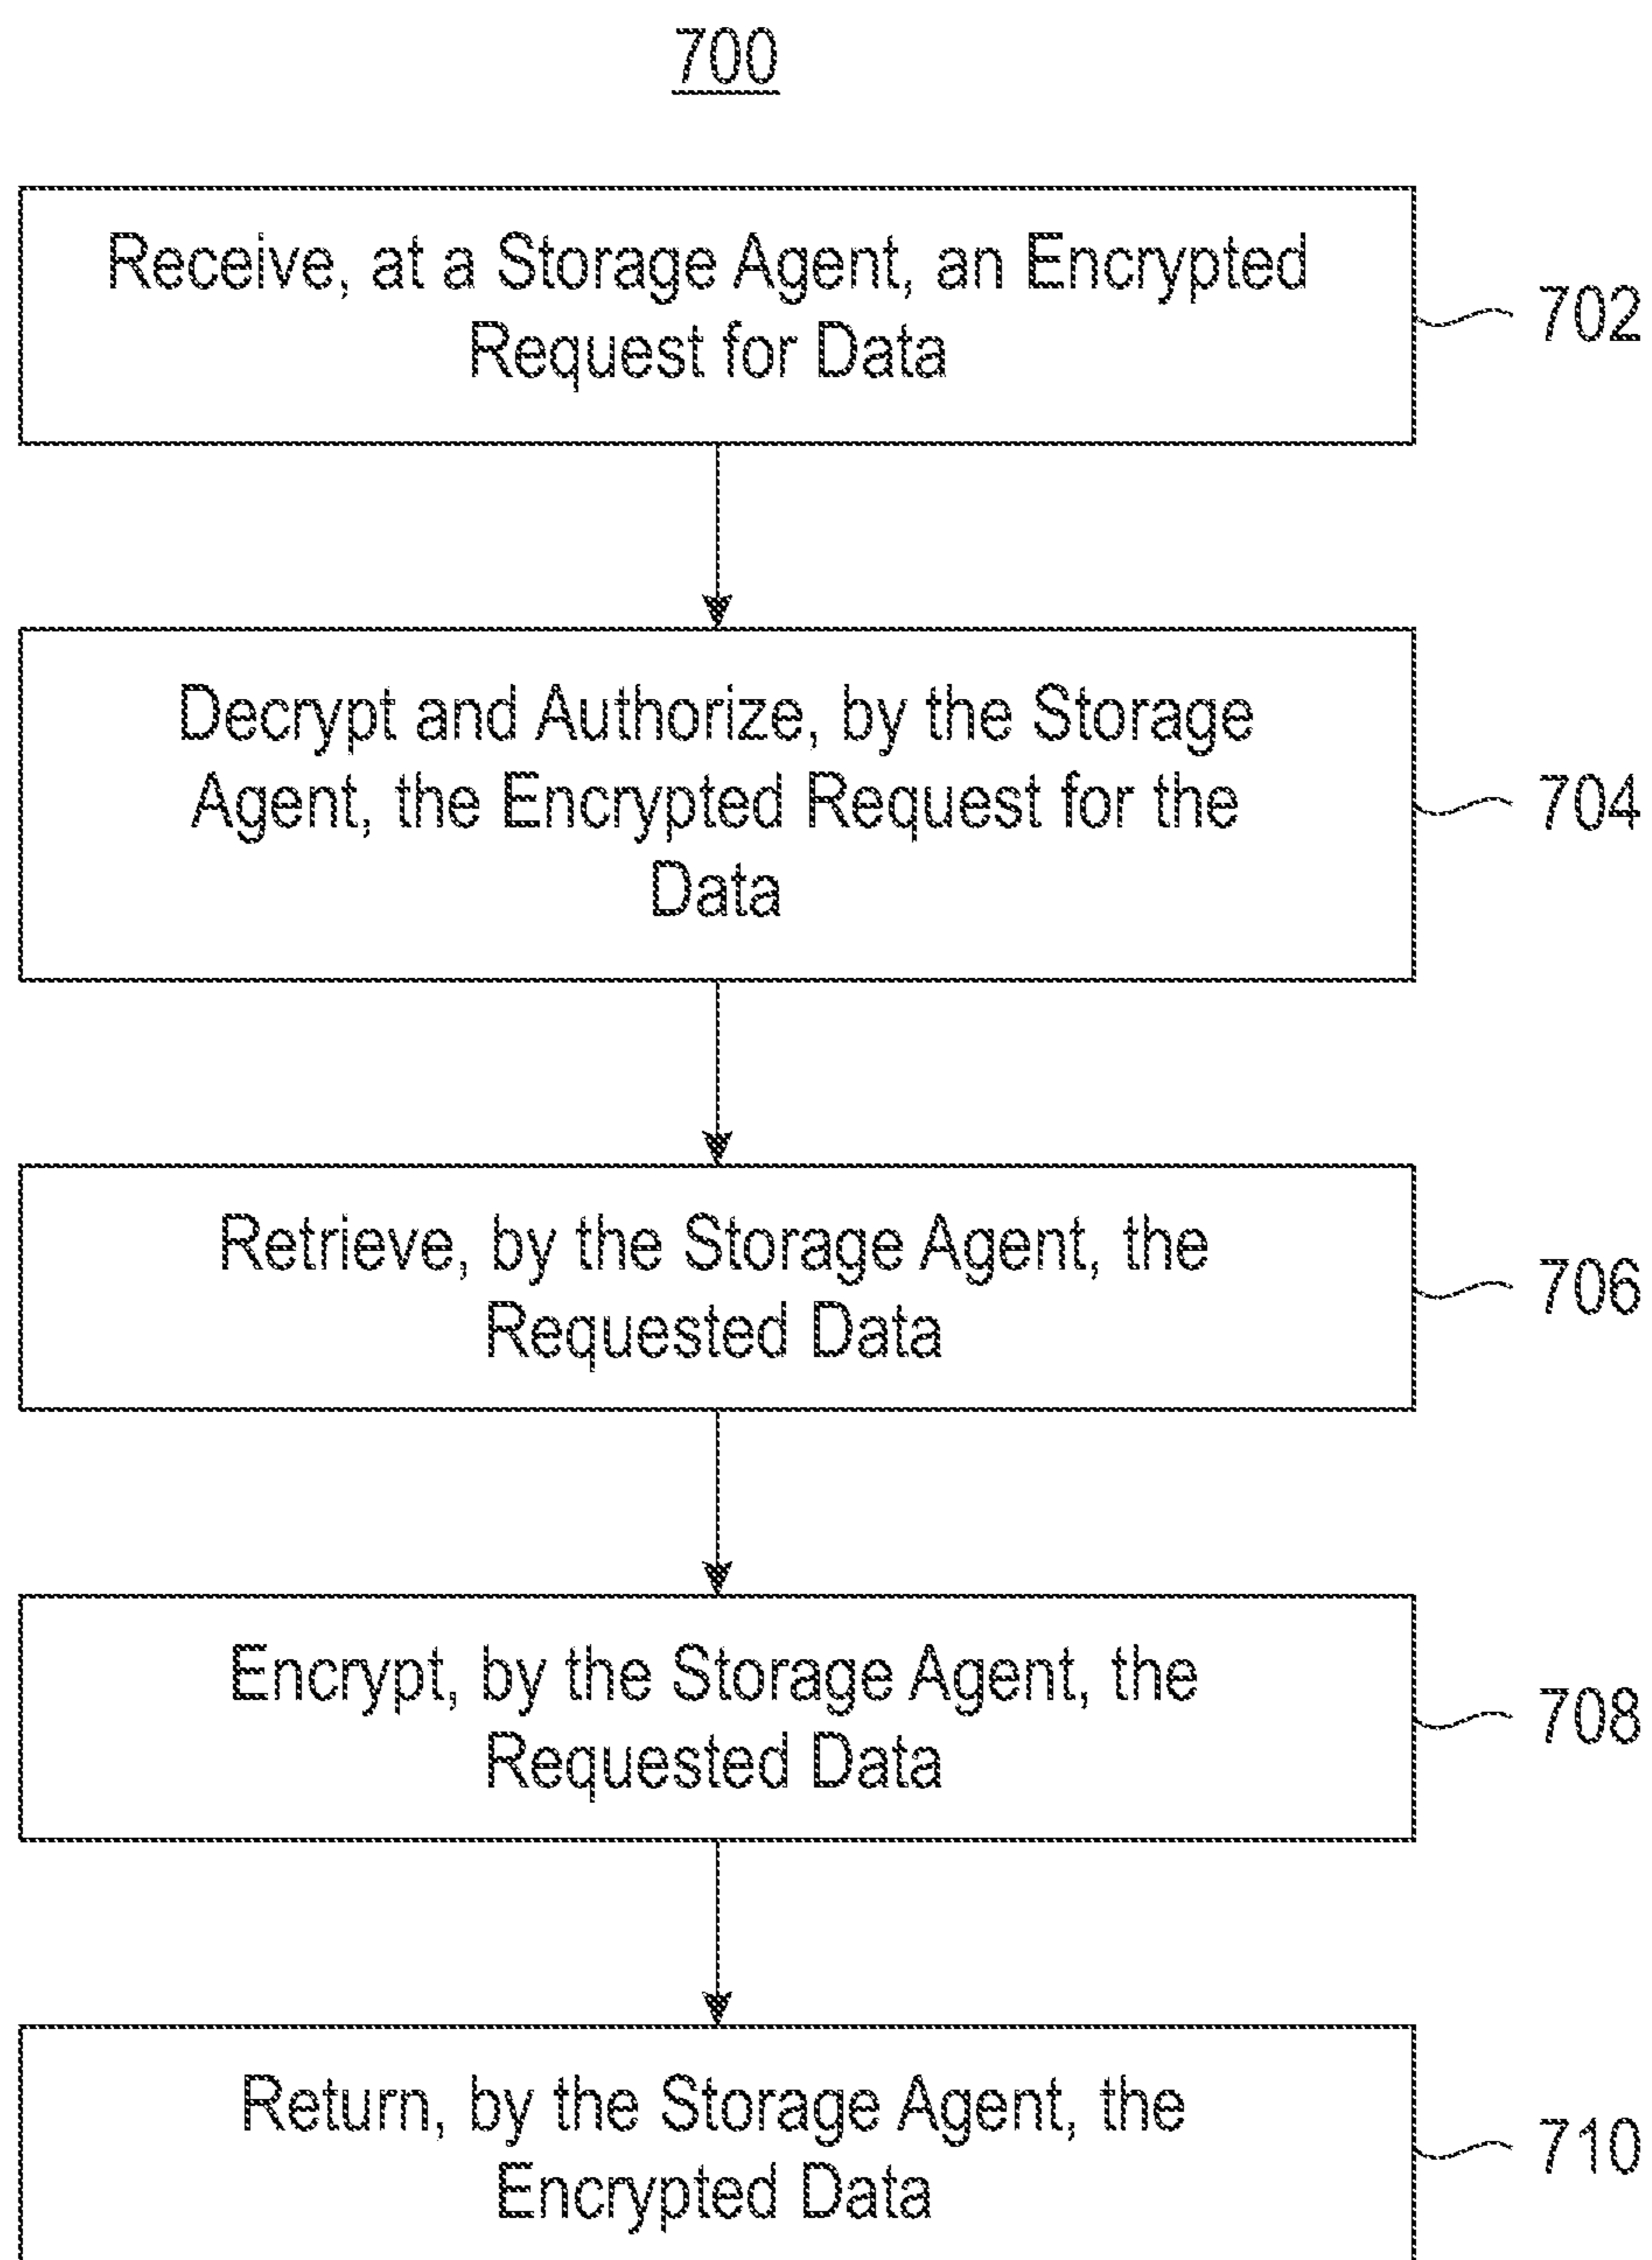 700
Receive, at a Storage Agent, an Encrypted
Request for Data
702
Decrypt and Authorize, by the Storage
Agent, the Encrypted Request for the
Data
704
Retrieve, by the Storage Agent, the
Requested Data
706
Encrypt, by the Storage Agent, the
Requested Data
708
Return, by the Storage Agent, the
Encrypted Data
710